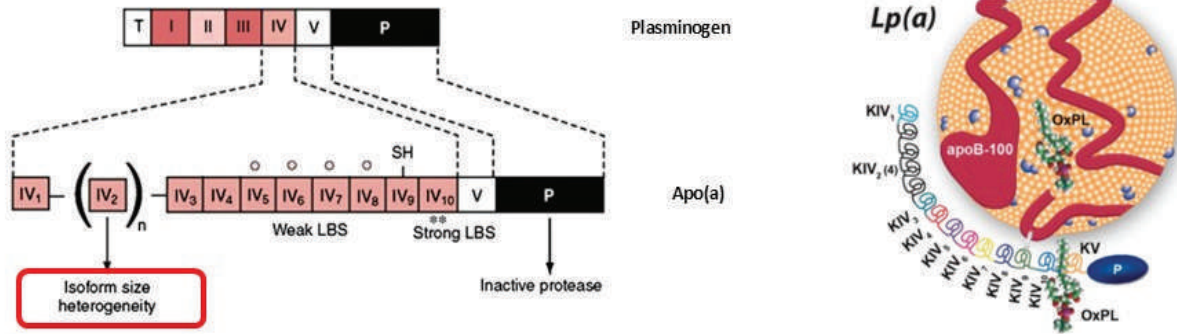 T I II III IV V P
Plasminogen
IV1 ( IV2 )n IV3 IV4 IV5 IV6 IV7 IV8 IV9 IV10 V P
SH
Apo(a)
Weak LBS
**
Strong LBS
Isoform size
heterogeneity
Inactive protease
Lp(a)
KIV1
OxPL
apoB-100
KIV2 (4)
KIV3
KIV4
KIV5
KIV6
KIV7
KIV8
KIV9
KIV10
KV
P
OxPL